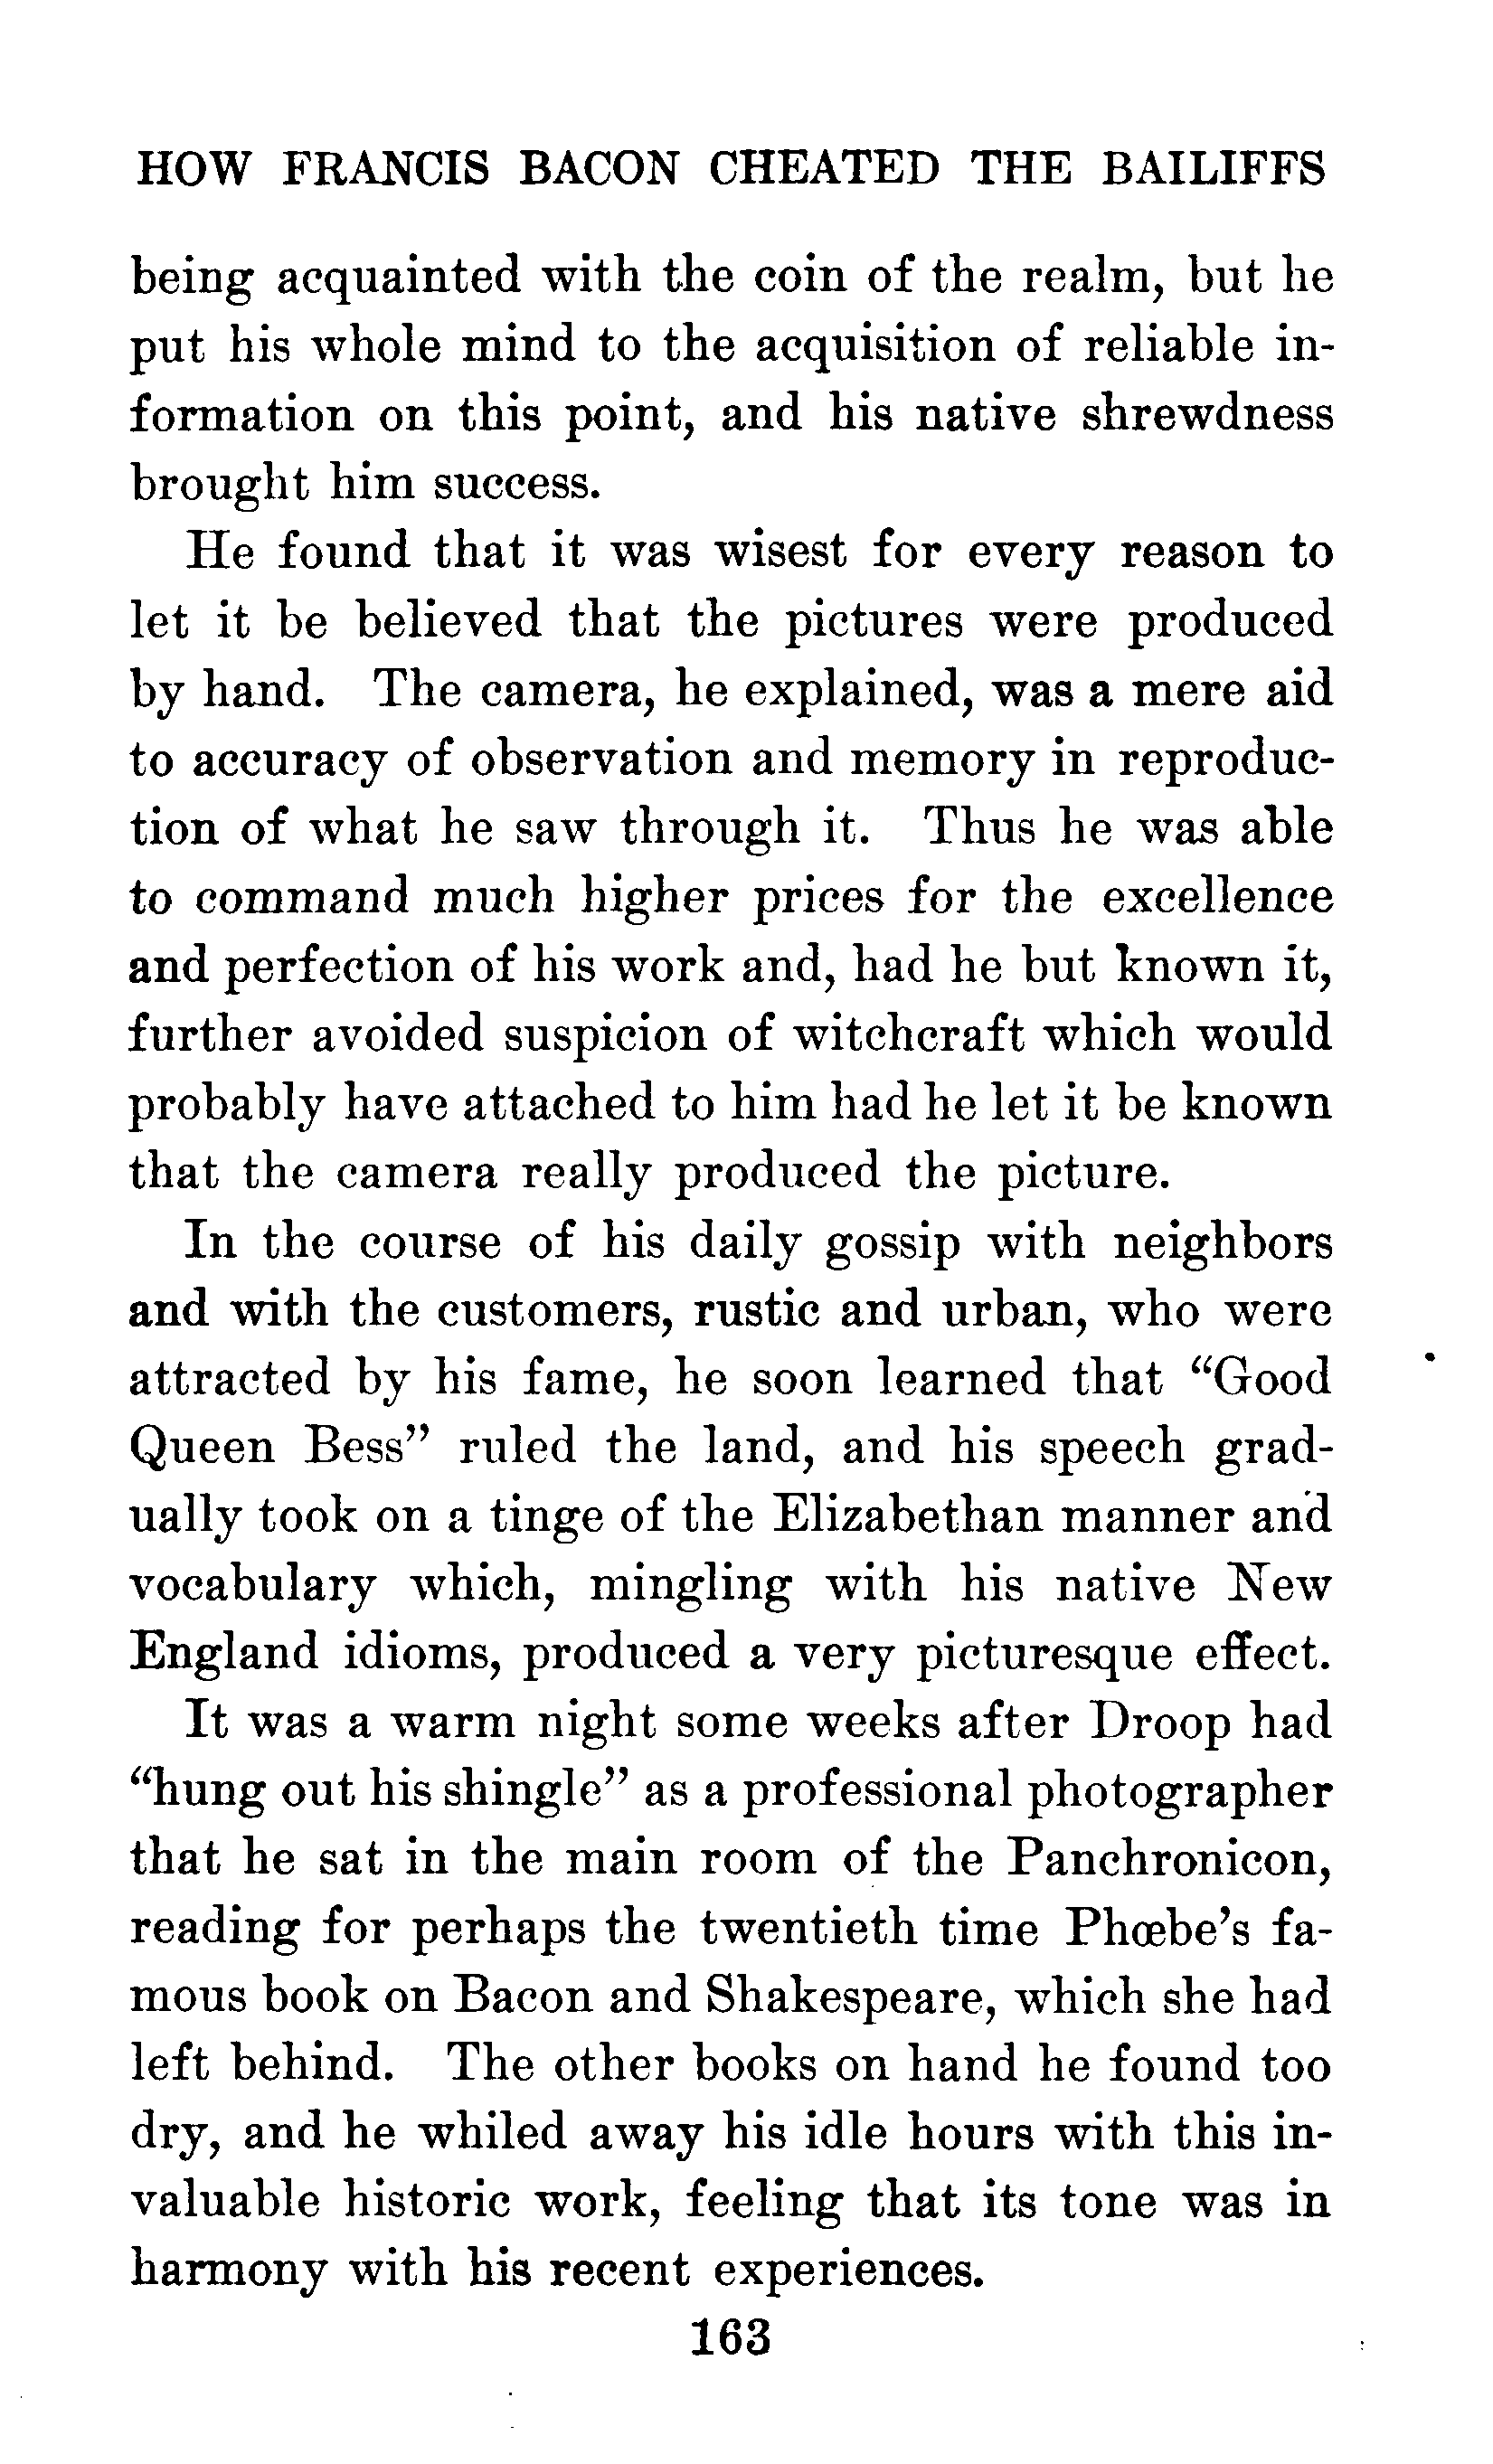 HOW FRANCIS BACON CHEATED THE BAILIFFS
being acquainted with the coin of the realm, but he
put his whole mind to the acquisition of reliable in-
formation on this point, and his native shrewdness
brought him success.
He found that it was wisest for every reason to
let it be believed that the pictures were produced
by hand. The camera, he explained, was a mere aid
to accuracy of observation and memory in reproduc-
tion of what he saw through it. Thus he was able
to command much higher prices for the excellence
and perfection of his work and, had he but known it,
further avoided suspicion of witchcraft which would
probably have attached to him had he let it be known
that the camera really produced the picture.
In the course of his daily gossip with neighbors
and with the customers, rustic and urban, who were
attracted by his fame, he soon learned that “Good
Queen Bess” ruled the land, and his speech grad-
ually took on a tinge of the Elizabethan manner and
vocabulary which, mingling with his native New
England idioms, produced a very picturesque effect.
It was a warm night some weeks after Droop had
“hung out his shingle” as a professional photographer
that he sat in the main room of the Panchronicon,
reading for perhaps the twentieth time Phœbe’s fa-
mous book on Bacon and Shakespeare, which she had
left behind. The other books on hand he found too
dry, and he whiled away his idle hours with this in-
valuable historic work, feeling that its tone was in
harmony with his recent experiences.
163